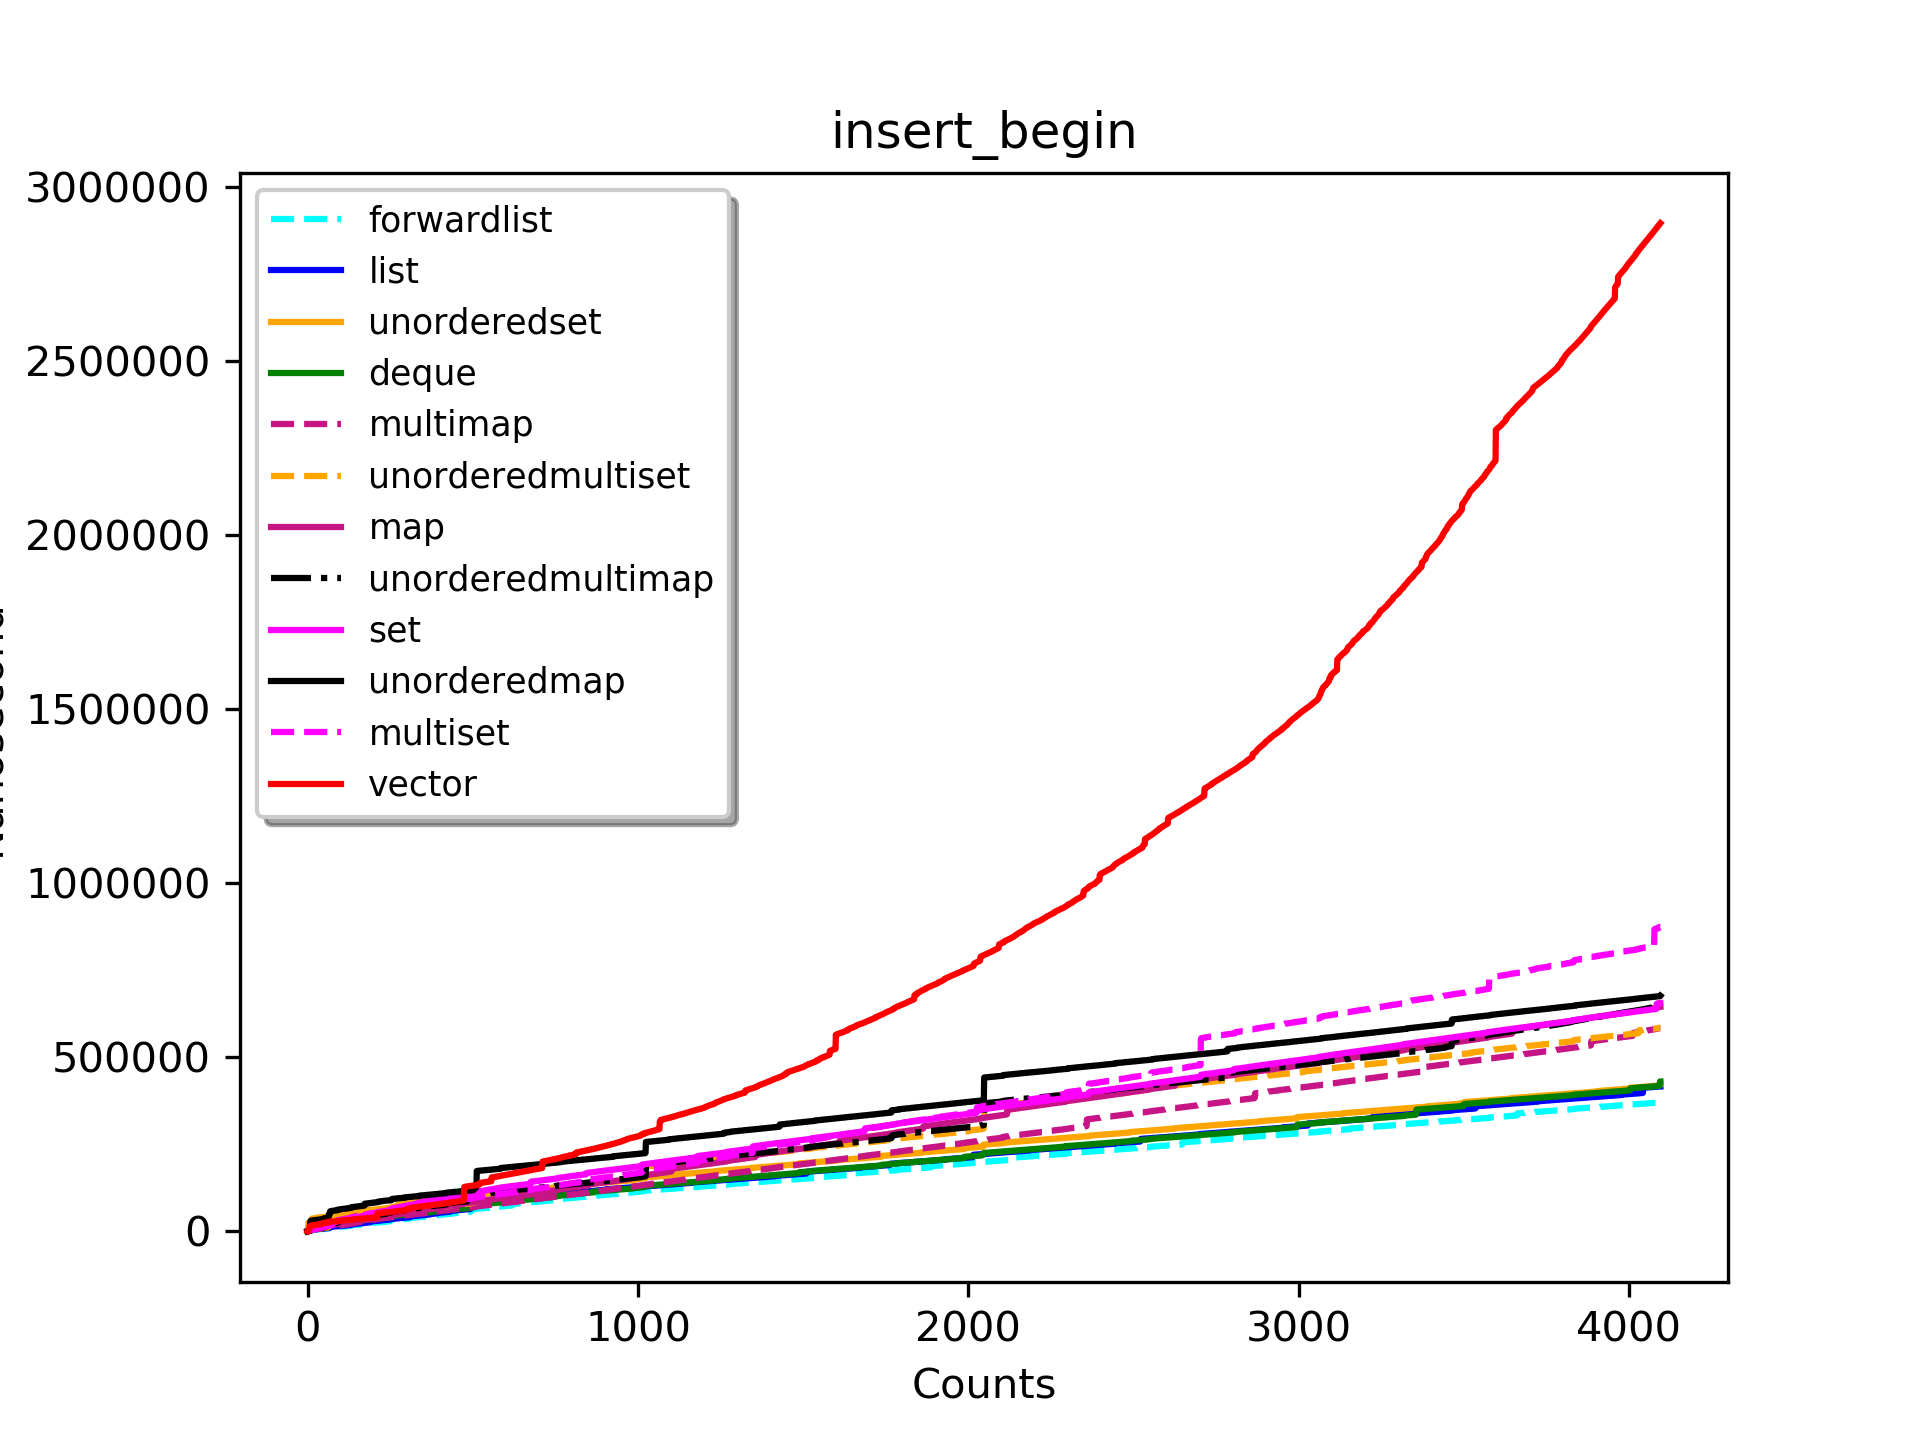 insert_begin
3000000
2500000
2000000
1500000
1000000
500000
0
forwardlist
list
unorderedset
deque
multimap
unorderedmultiset
map
unorderedmultimap
set
unorderedmap
multiset
vector
0 1000 2000 3000 4000
Counts